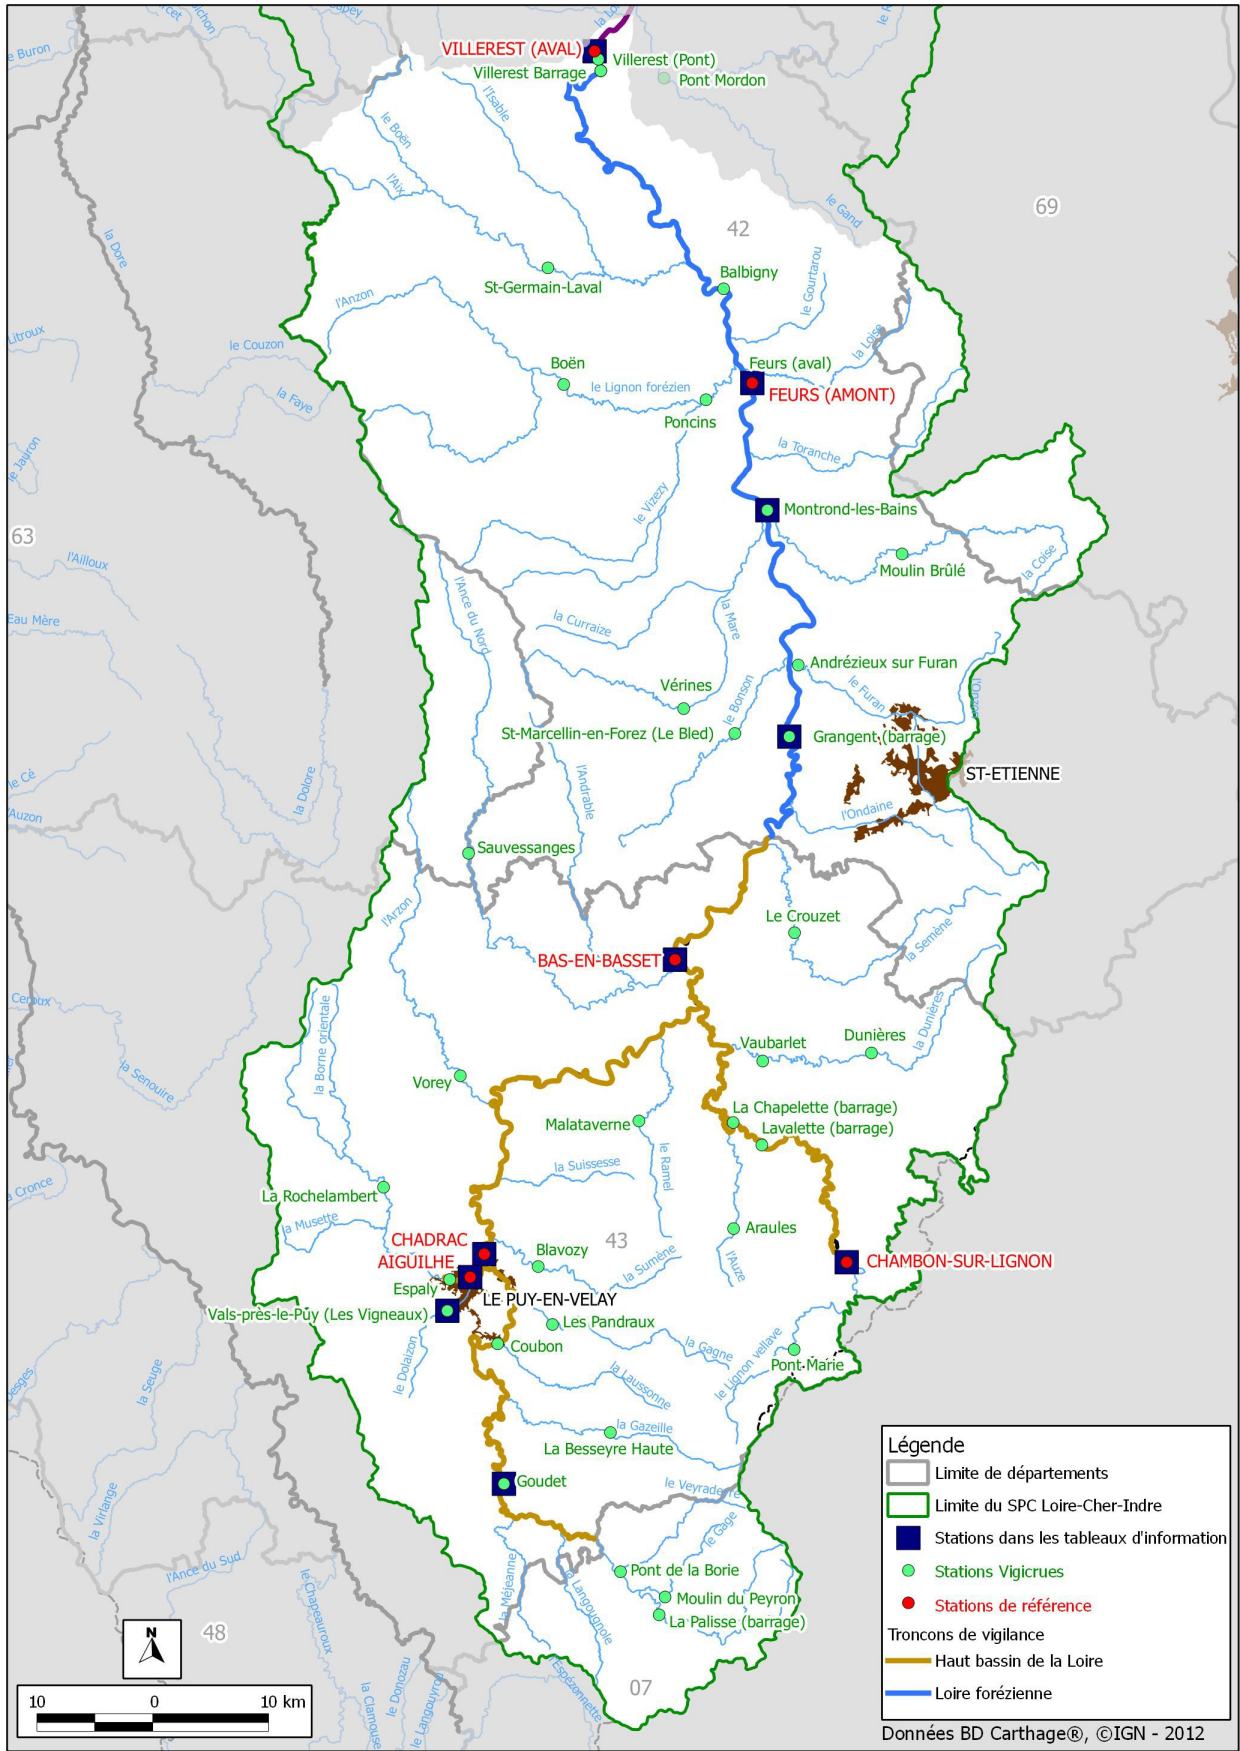 VILLEREST (AVAL)
Villerest (Pont)
Villerest Barrage
Pont Mordon
le Buron
l'Isable
le Boën
l'Aix
le Gand
69
42
la Dore
St-Germain-Laval
Balbigny
le Gourtarou
l'Anzon
la Loise
Litroux
le Couzon
la Faye
Boën
le Lignon forézien
Feurs (aval)
FEURS (AMONT)
Poncins
la Toranche
le Jauron
le Vizezy
Montrond-les-Bains
63
Moulin Brûlé
la Coise
l'Ailloux
Eau Mère
l'Ance du Nord
la Curraize
la Mare
Andrézieux sur Furan
le Furan
l'Onzon
Vérines
le Bonson
St-Marcellin-en-Forez (Le Bled)
Grangent (barrage)
ST-ETIENNE
le Cé
l'Auzon
la Dolore
l'Andrable
l'Ondaine
Sauvessanges
l'Arzon
Le Crouzet
la Semène
BAS-EN-BASSET
Ceroux
la Borne orientale
la Senouire
Vaubarlet
Dunières
la Dunières
Vorey
La Chapelette (barrage)
Malataverne
Lavalette (barrage)
la Suissesse
le Ramel
la Cronce
La Rochelambert
la Musette
Araules
CHADRAC
43
Blavozy
AIGUILHE
la Sumène
l'Auze
CHAMBON-SUR-LIGNON
Espaly
LE PUY-EN-VELAY
Vals-près-le-Puy (Les Vigneaux)
Les Pandraux
Coubon
la Gagne
le Lignon vellave
Pont Marie
le Dolaizon
la Seuge
Desges
la Laussonne
la Gazeille
La Besseyre Haute
Goudet
le Veyradeyre
la Virlange
le Gage
l'Ance du Sud
le Chapeauroux
la Méjeanne
la Langougnole
Pont de la Borie
Moulin du Peyron
La Palisse (barrage)
48
07
la Clamouse
le Donozau
le Langouyrou
l'Espézonnette
N
10 0 10 km
Légende
Limite de départements
Limite du SPC Loire-Cher-Indre
Stations dans les tableaux d'information
Stations Vigicrues
Stations de référence
Troncons de vigilance
Haut bassin de la Loire
Loire forézienne
Données BD Carthage®, ©IGN - 2012